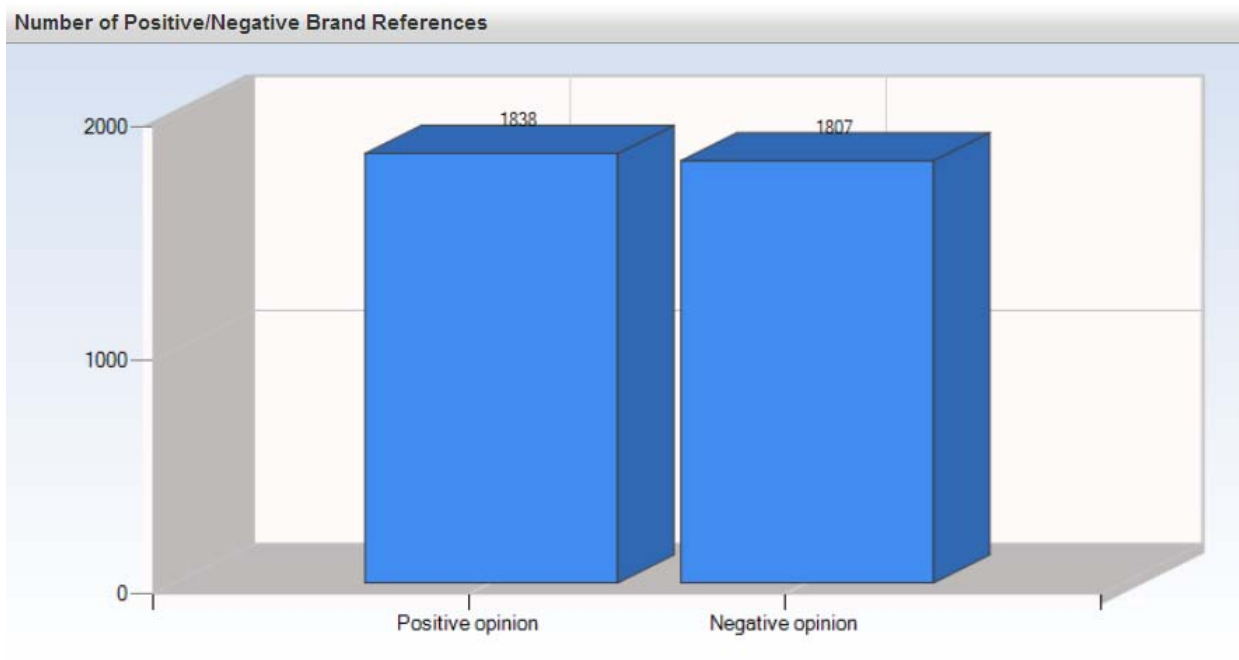 Number of Positive/Negative Brand References
2000
1838
1807
1000
0
Positive opinion
Negative opinion